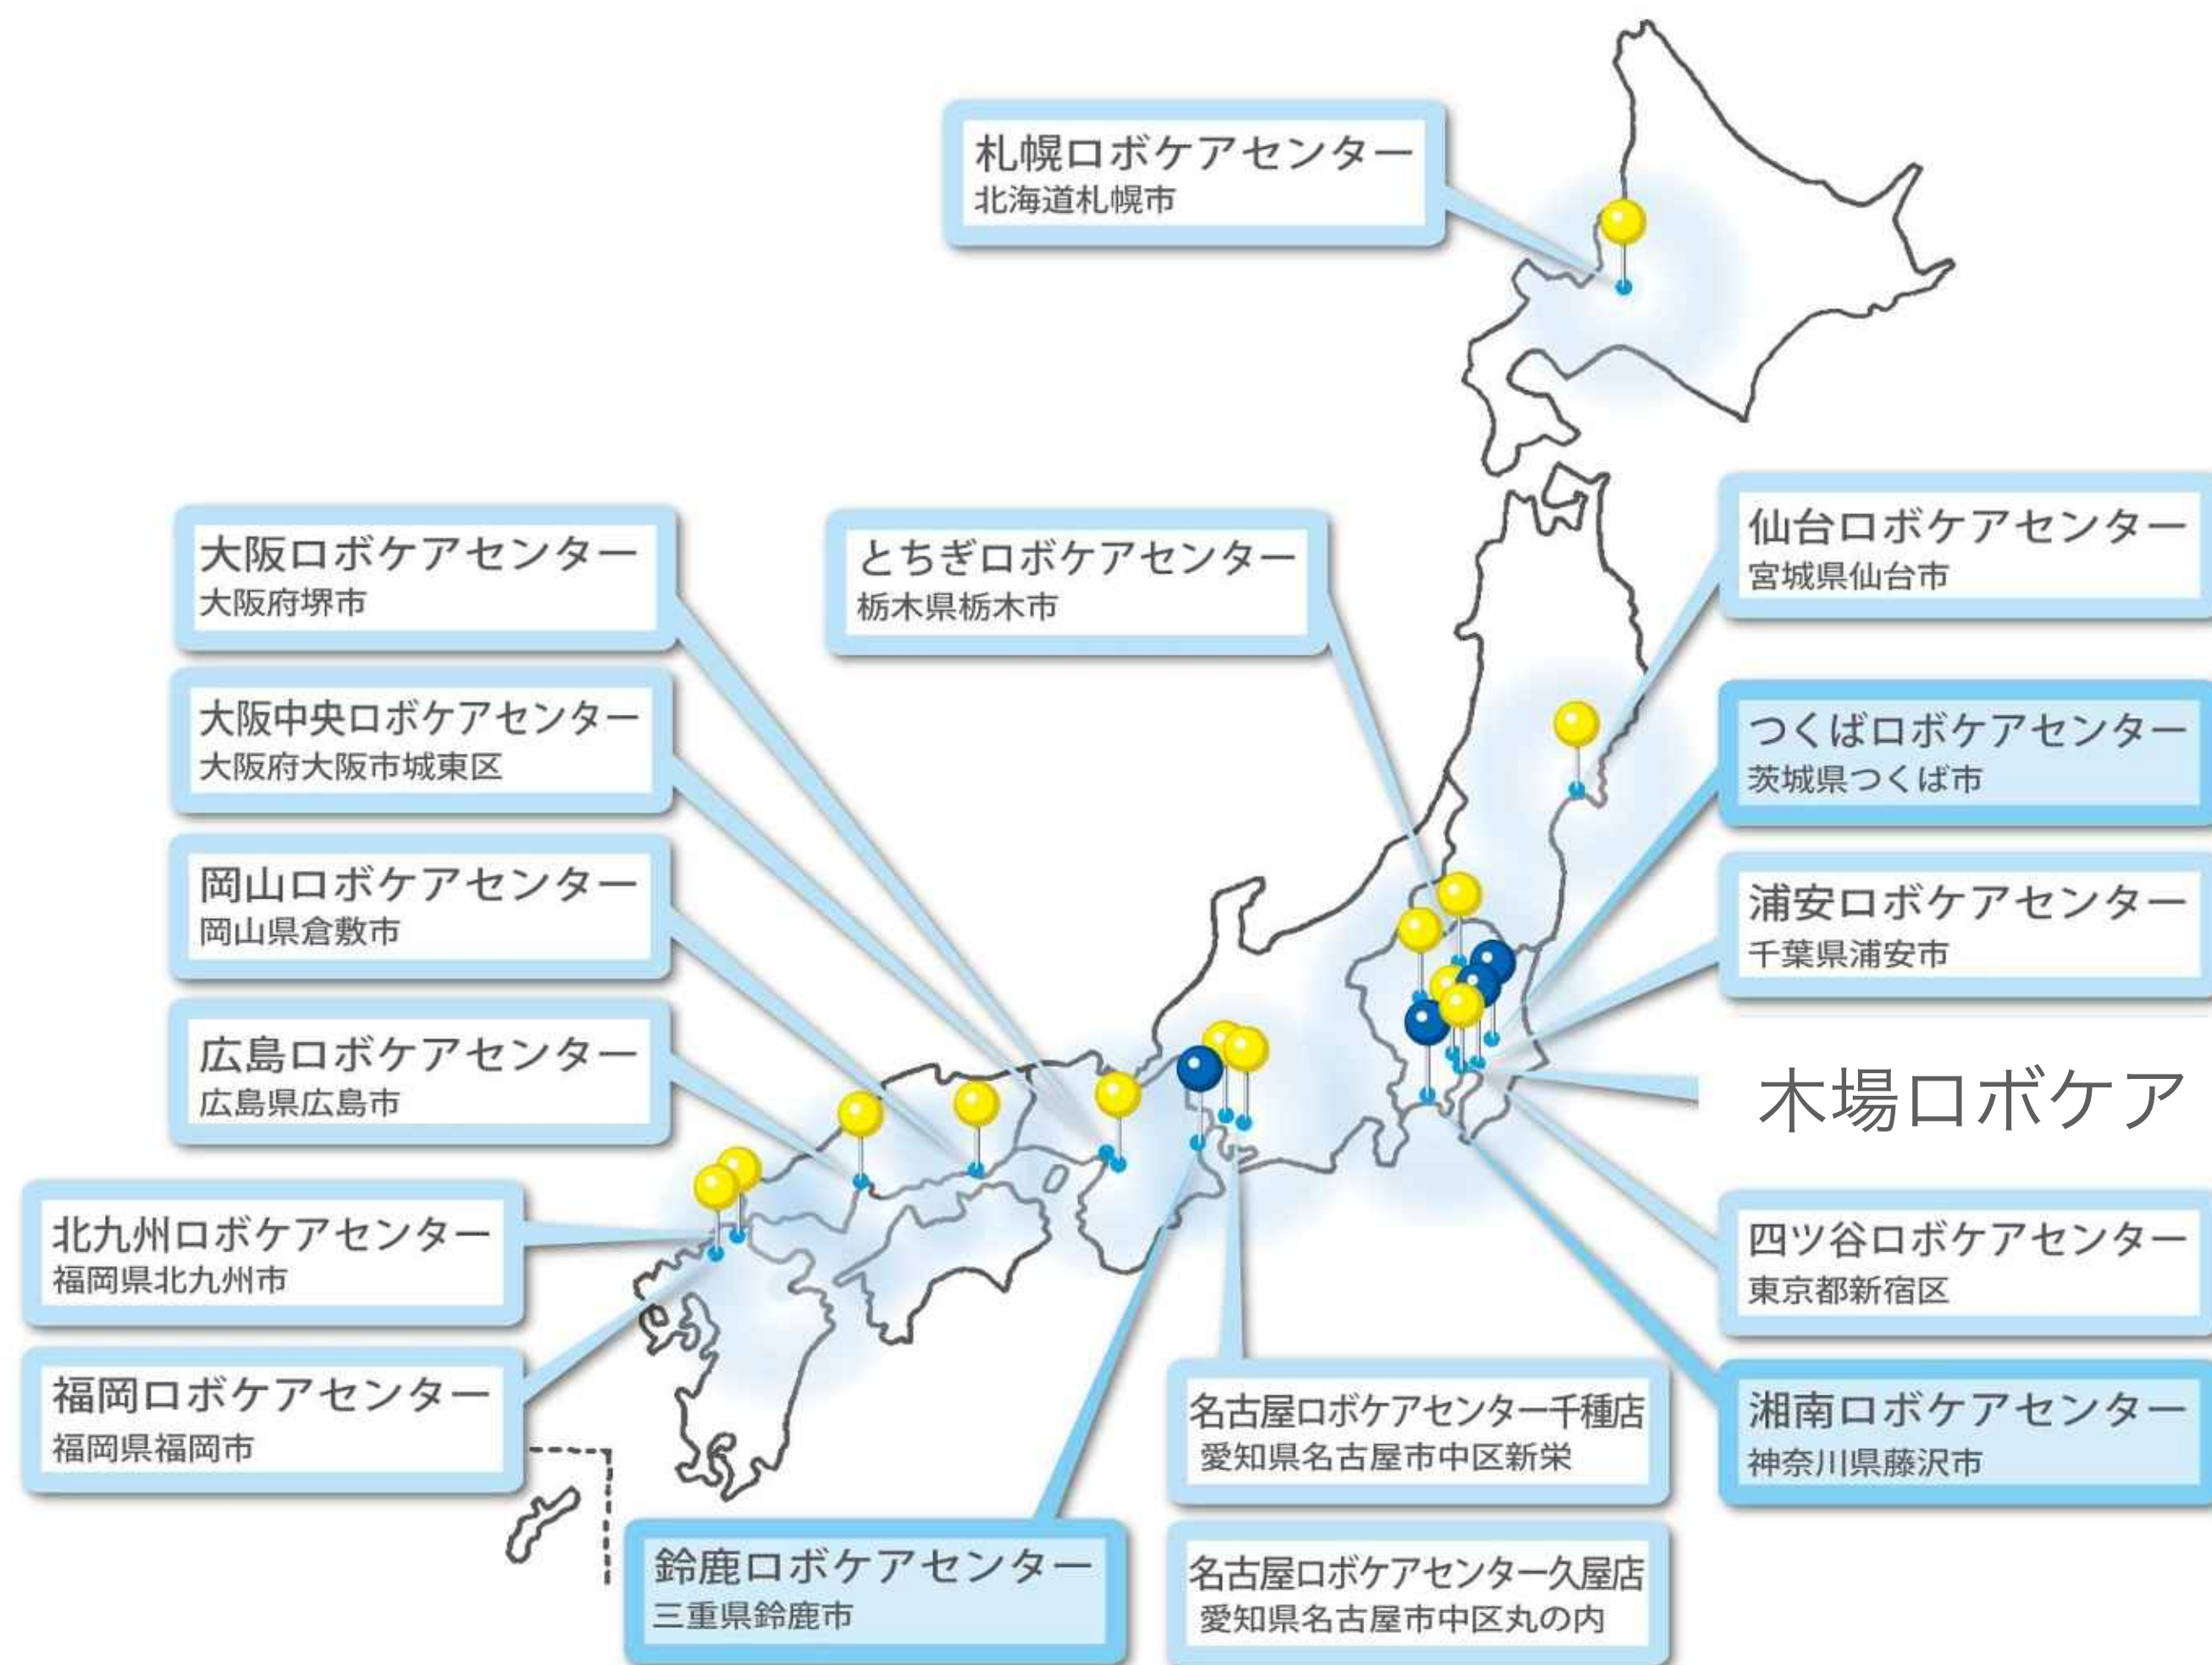 札幌ロボケアセンター
北海道札幌市
大阪ロボケアセンター
大阪府堺市
大阪中央ロボケアセンター
大阪府大阪市城東区
岡山ロボケアセンター
岡山県倉敷市
広島ロボケアセンター
広島県広島市
北九州ロボケアセンター
福岡県北九州市
福岡ロボケアセンター
福岡県福岡市
とちぎロボケアセンター
栃木県栃木市
仙台ロボケアセンター
宮城県仙台市
つくばロボケアセンター
茨城県つくば市
浦安ロボケアセンター
千葉県浦安市
木場ロボケア
四ツ谷ロボケアセンター
東京都新宿区
湘南ロボケアセンター
神奈川県藤沢市
名古屋ロボケアセンター千種店
愛知県名古屋市中区新栄
名古屋ロボケアセンター久屋店
愛知県名古屋市中区丸の内
鈴鹿ロボケアセンター
三重県鈴鹿市